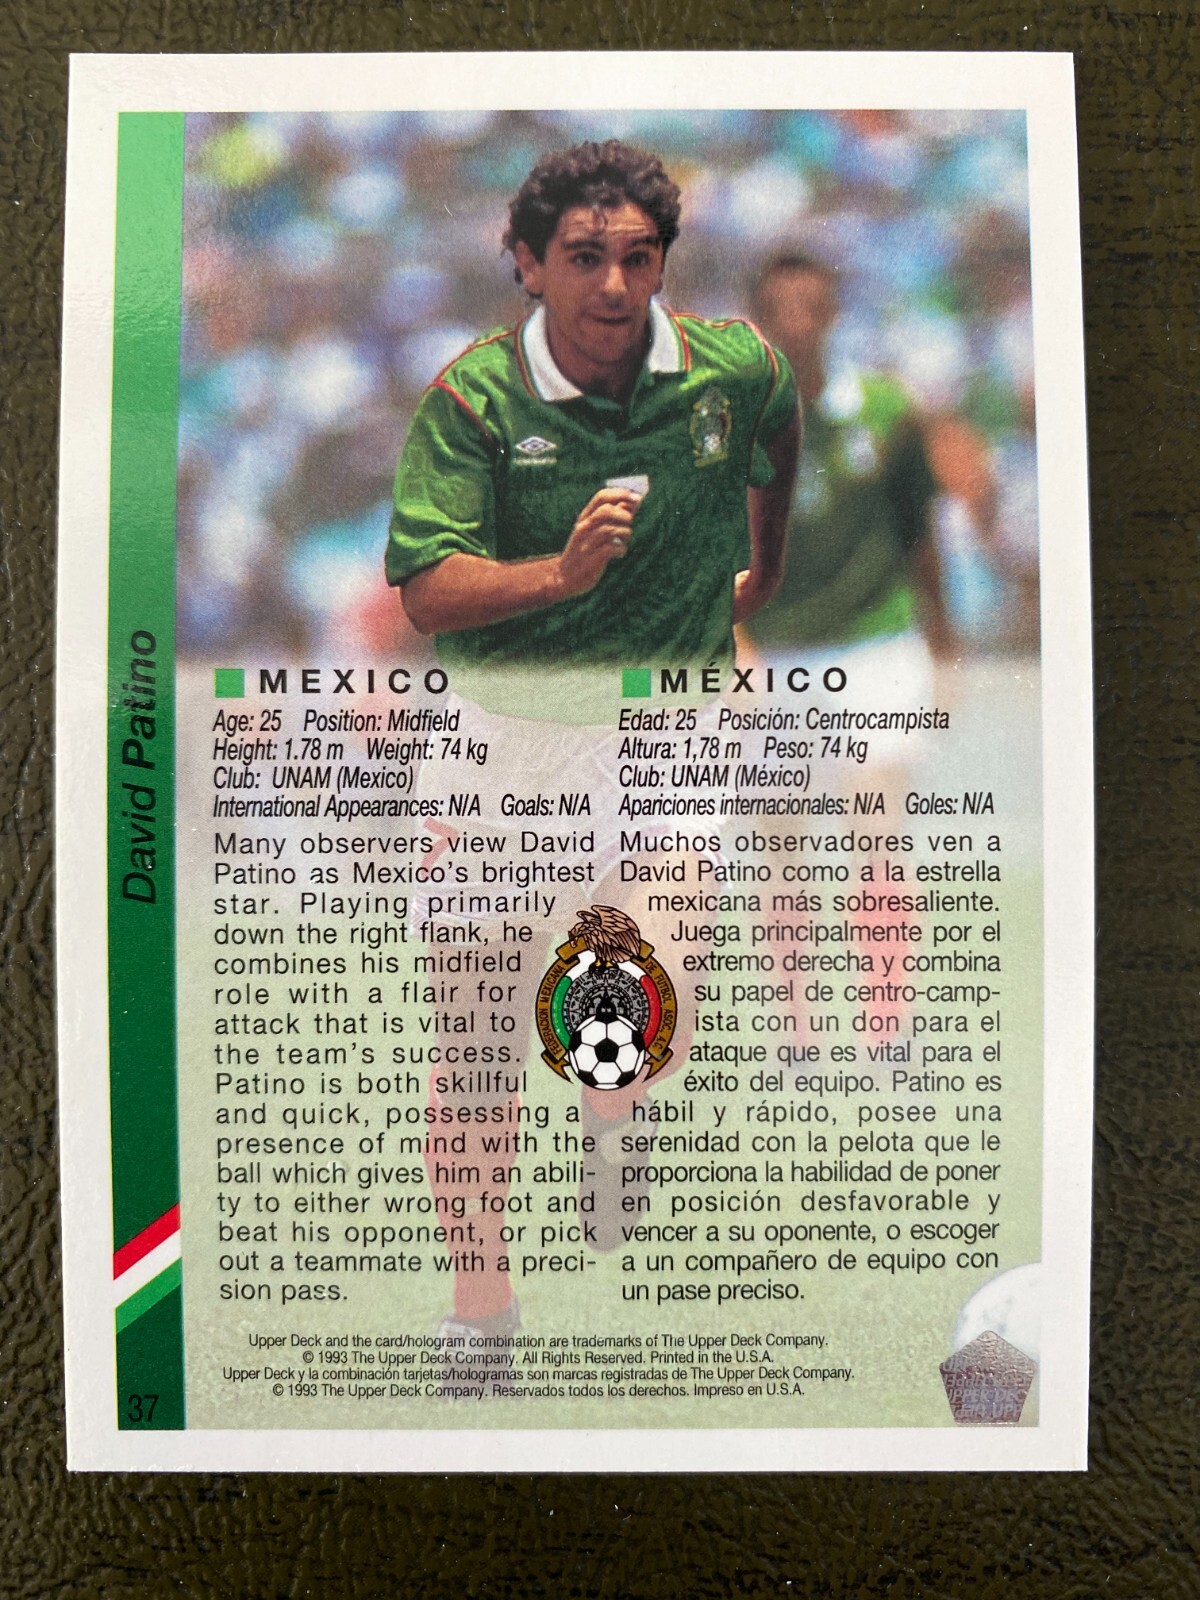 David Patino
MEXICO
Age: 25 Position: Midfield
Height: 1.78 m Weight: 74 kg
Club: UNAM (Mexico)
International Appearances: N/A Goals: N/A
Many observers view David
Patino as Mexico's brightest
star. Playing primarily
down the right flank, he
combines his midfield
role with a flair for
attack that is vital to
the team's success.
Patino is both skillful
and quick, possessing a
presence of mind with the
ball which gives him an abili-
ty to either wrong foot and
beat his opponent, or pick
out a teammate with a preci-
sion pass.
MÉXICO
Edad: 25 Posición: Centrocampista
Altura: 1,78 m Peso: 74 kg
Club: UNAM (México)
Apariciones internacionales: N/A Goles: N/A
Muchos observadores ven a
David Patino como a la estrella
mexicana más sobresaliente.
Juega principalmente por el
extremo derecha y combina
su papel de centro-camp-
ista con un don para el
ataque que es vital para el
éxito del equipo. Patino es
hábil y rápido, posee una
serenidad con la pelota que le
proporciona la habilidad de poner
en posición desfavorable y
vencer a su oponente, o escoger
a un compañero de equipo con
un pase preciso.
FEDERACION MEXICANA
DE FUTBOL ASOC. A.C.
Upper Deck and the card/hologram combination are trademarks of The Upper Deck Company.
© 1993 The Upper Deck Company. All Rights Reserved. Printed in the U.S.A.
Upper Deck y la combinación tarjetas/hologramas son marcas registradas de The Upper Deck Company.
© 1993 The Upper Deck Company. Reservados todos los derechos. Impreso en U.S.A.
37
UPPER DEC